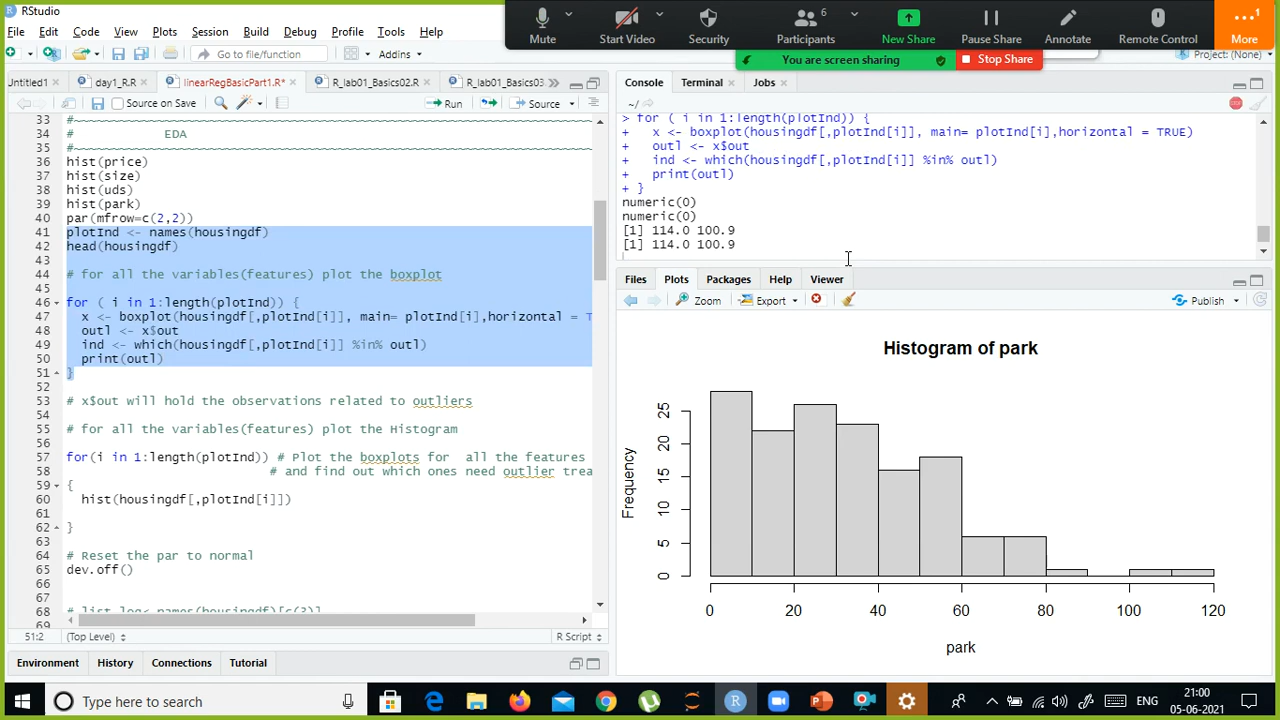 RStudio
File Edit Code View Plots Session Build Debug Profile Tools Help
Go to file/function
Addins
Project: (None)
Mute
Start Video
Security
6
Participants
New Share
Pause Share
Annotate
Remote Control
1
More
You are screen sharing
Stop Share
Untitled1
day1_R.R
linearRegBasicPart1.R*
R_lab01_Basics02.R
R_lab01_Basics03.
Source on Save
Run
Source
33 #~~~~~~~~~~~~~~~~~~~~~~~~~~~~~~~~~~~~~~~~~~~~~~~~~~~~~~~~~~~~~~~~~~~~~~
34 # EDA
35 #~~~~~~~~~~~~~~~~~~~~~~~~~~~~~~~~~~~~~~~~~~~~~~~~~~~~~~~~~~~~~~~~~~~~~~
36 hist(price)
37 hist(size)
38 hist(uds)
39 hist(park)
40 par(mfrow=c(2,2))
41 plotInd <- names(housingdf)
42 head(housingdf)
43
44 # for all the variables(features) plot the boxplot
45
46 for ( i in 1:length(plotInd)) {
47 x <- boxplot(housingdf[,plotInd[i]], main= plotInd[i],horizontal = T
48 outl <- x$out
49 ind <- which(housingdf[,plotInd[i]] %in% outl)
50 print(outl)
51 }
52
53 # x$out will hold the observations related to outliers
54
55 # for all the variables(features) plot the Histogram
56
57 for(i in 1:length(plotInd)) # Plot the boxplots for all the features
58 # and find out which ones need outlier trea
59 {
60 hist(housingdf[,plotInd[i]])
61
62 }
63
64 # Reset the par to normal
65 dev.off()
66
67
68 # list_log< names(housingdf)[c(3)]
69
51:2 (Top Level) R Script
Environment History Connections Tutorial
Console Terminal Jobs
~/
> for ( i in 1:length(plotInd)) {
+ x <- boxplot(housingdf[,plotInd[i]], main= plotInd[i],horizontal = TRUE)
+ outl <- x$out
+ ind <- which(housingdf[,plotInd[i]] %in% outl)
+ print(outl)
+ }
numeric(0)
numeric(0)
[1] 114.0 100.9
[1] 114.0 100.9
Files Plots Packages Help Viewer
Zoom Export Publish
Histogram of park
Frequency
25
20
15
10
5
0
0 20 40 60 80 100 120
park
Type here to search
ENG
21:00
05-06-2021